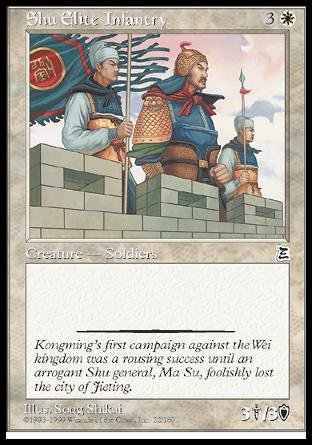 Shu Elite Infantry 3
Creature — Soldiers
Kongming's first campaign against the Wei
kingdom was a rousing success until an
arrogant Shu general, Ma Su, foolishly lost
the city of Jieting.
Illus. Song Shikai
©1993-1999 Wizards of the Coast, Inc. 22/180
3/3